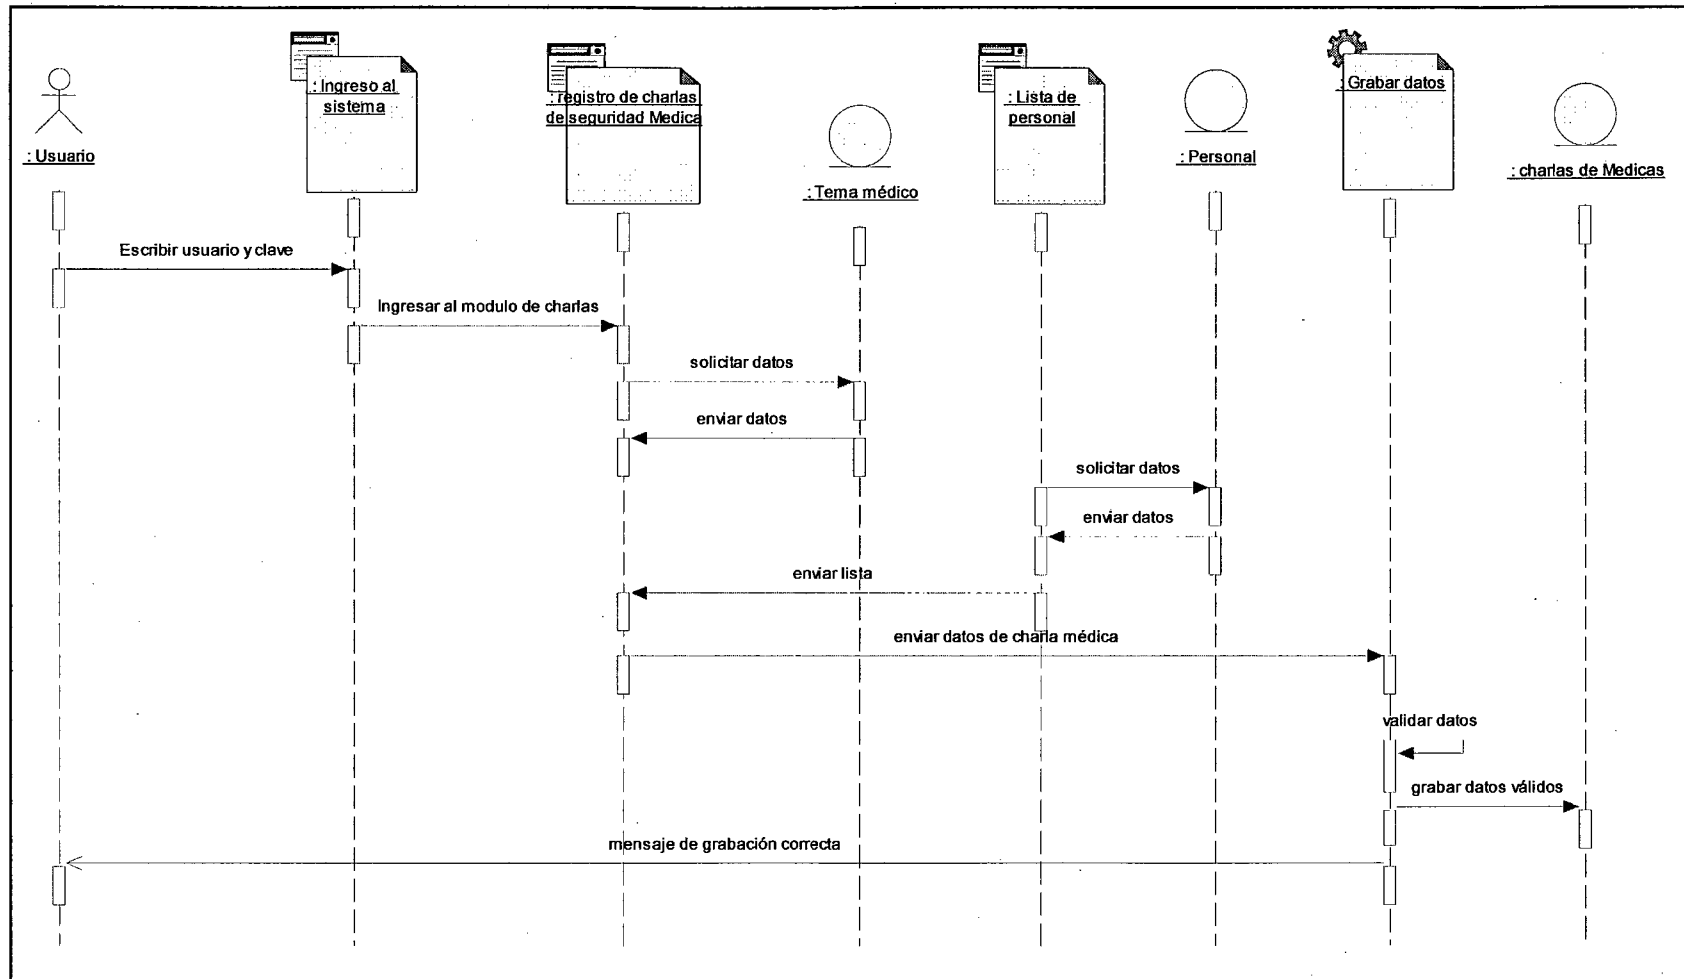 : Ingreso al
sistema
: registro de charlas
de seguridad Medica
: Lista de
personal
: Grabar datos
: Usuario
: Tema médico
: Personal
: charlas de Medicas
Escribir usuario y clave
Ingresar al modulo de charlas
solicitar datos
enviar datos
solicitar datos
enviar datos
enviar lista
enviar datos de charla médica
validar datos
grabar datos válidos
mensaje de grabación correcta